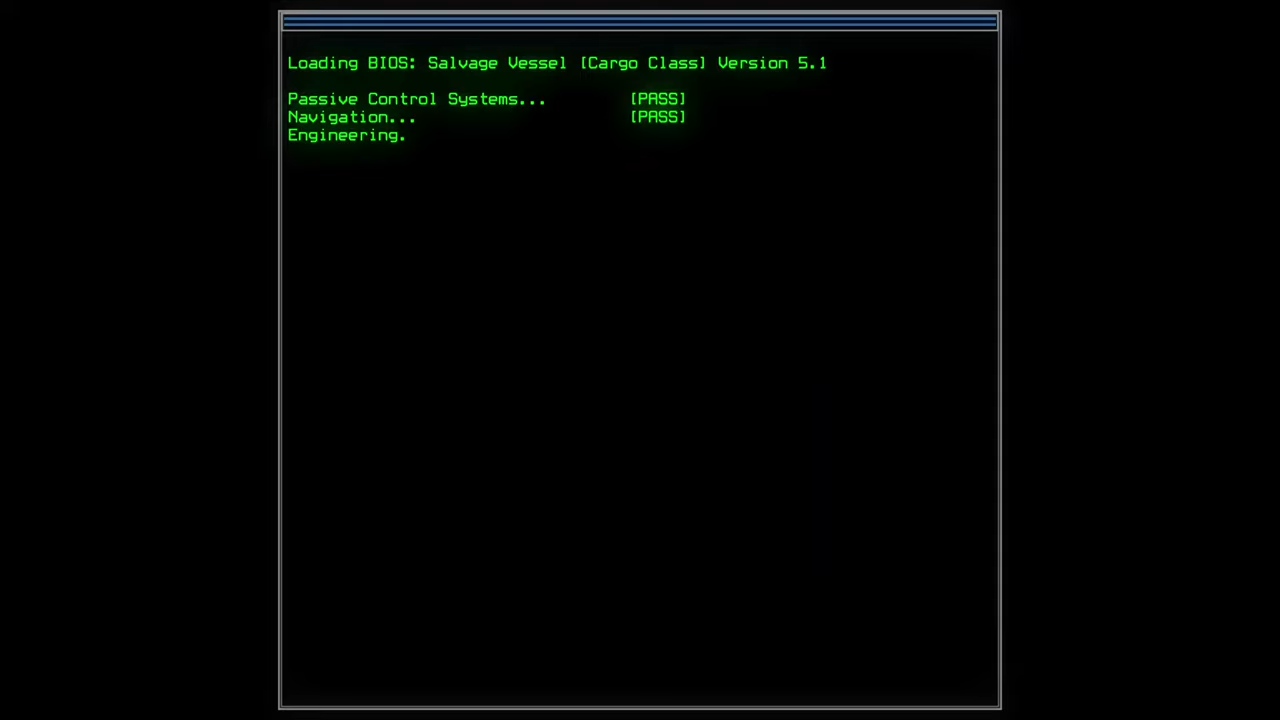 Loading BIOS: Salvage Vessel [Cargo Class] Version 5.1
Passive Control Systems... [PASS]
Navigation... [PASS]
Engineering.